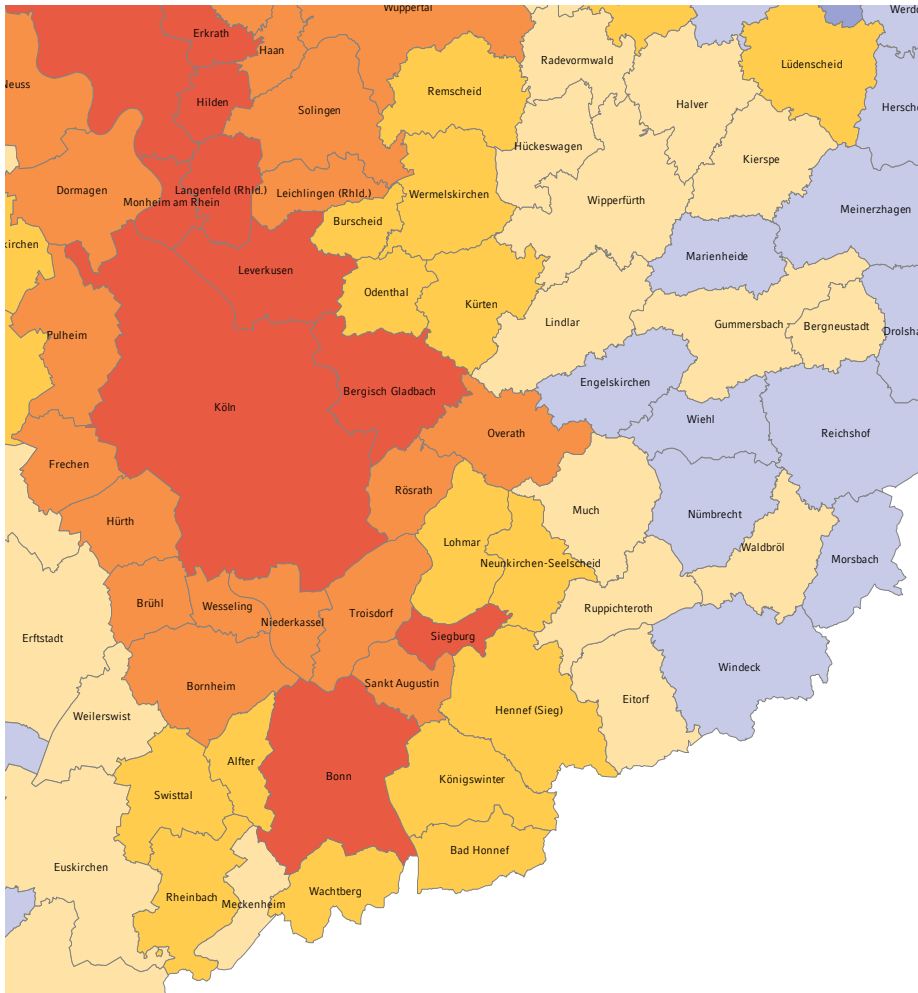 Wuppertal
Erkrath
Haan
Radevormwald
Lüdenscheid
Remscheid
Hilden
Solingen
Halver
Hückeswagen
Kierspe
Dormagen
Langenfeld (Rhld.)
Monheim am Rhein
Leichlingen (Rhld.)
Wermelskirchen
Wipperfürth
Meinerzhagen
Burscheid
kirchen
Marienheide
Leverkusen
Odenthal
Kürten
Lindlar
Gummersbach
Bergneustadt
Pulheim
Engelskirchen
Bergisch Gladbach
Köln
Wiehl
Overath
Reichshof
Frechen
Rösrath
Much
Nümbrecht
Hürth
Lohmar
Waldbröl
Neunkirchen-Seelscheid
Morsbach
Brühl
Wesseling
Troisdorf
Ruppichteroth
Niederkassel
Erftstadt
Siegburg
Windeck
Bornheim
Sankt Augustin
Eitorf
Hennef (Sieg)
Weilerswist
Alfter
Bonn
Königswinter
Swisttal
Bad Honnef
Euskirchen
Wachtberg
Rheinbach
Meckenheim